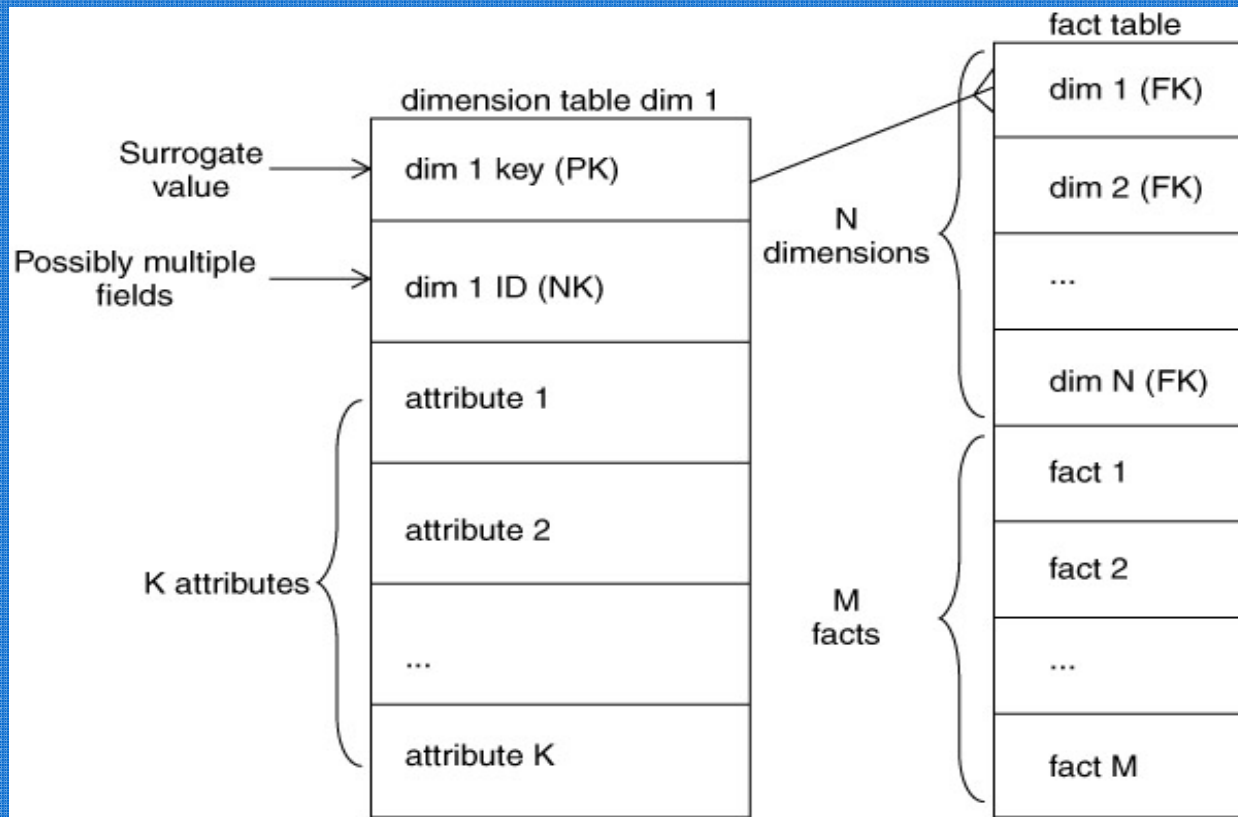 fact table
dimension table dim 1
Surrogate
value
dim 1 key (PK)
Possibly multiple
fields
dim 1 ID (NK)
attribute 1
attribute 2
...
attribute K
K attributes
N
dimensions
dim 1 (FK)
dim 2 (FK)
...
dim N (FK)
M
facts
fact 1
fact 2
...
fact M